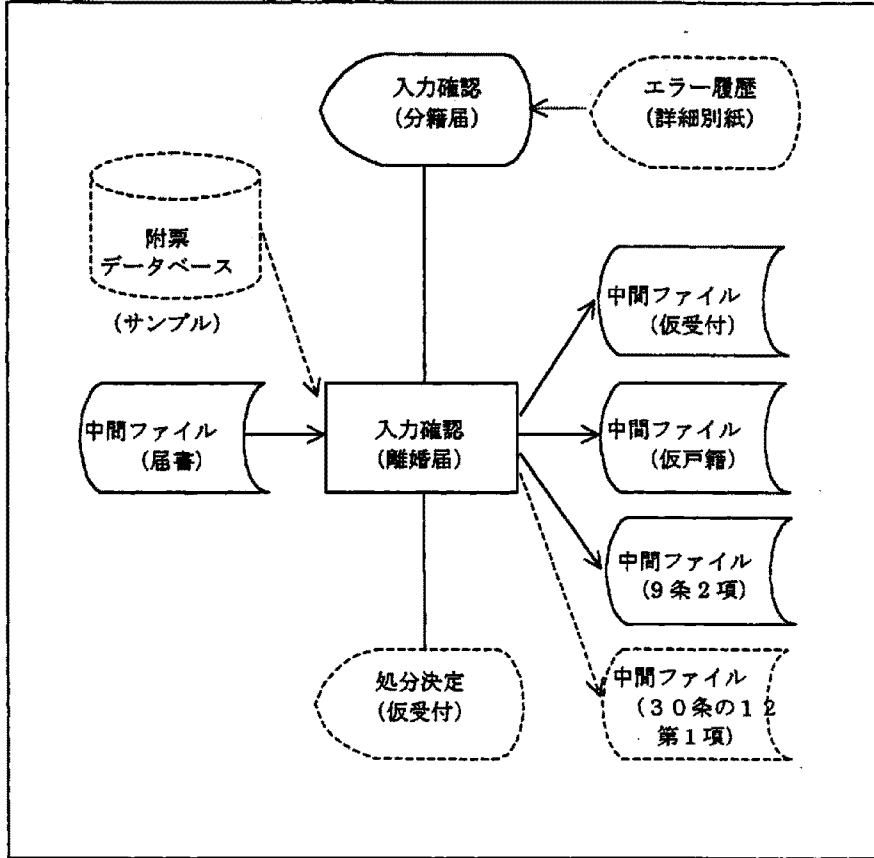 入力確認
(分籍届)
エラー履歴
(詳細別紙)
附票
データベース
(サンプル)
中間ファイル
(仮受付)
中間ファイル
(届書)
入力確認
(離婚届)
中間ファイル
(仮戸籍)
中間ファイル
(9条2項)
処分決定
(仮受付)
中間ファイル
(30条の12
第1項)